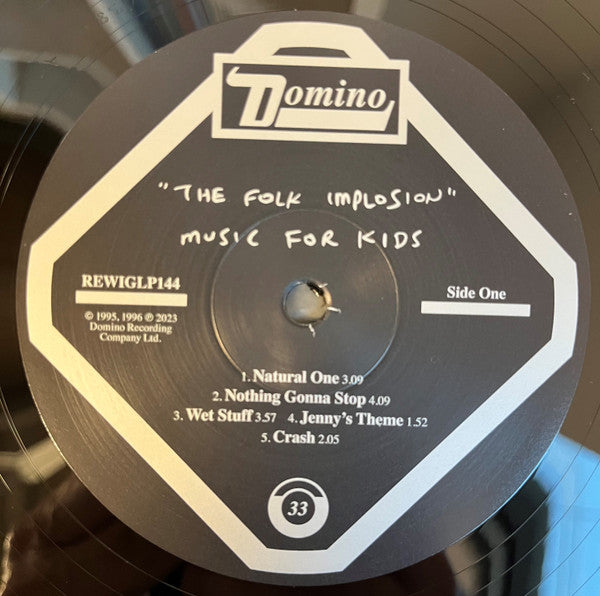 Domino
"THE FOLK IMPLOSION"
MUSIC FOR KIDS
REWIGLP144
© 1995, 1996 ℗ 2023
Domino Recording
Company Ltd.
Side One
1. Natural One 3.09
2. Nothing Gonna Stop 4.09
3. Wet Stuff 3.57 4. Jenny's Theme 1.52
5. Crash 2.05
33